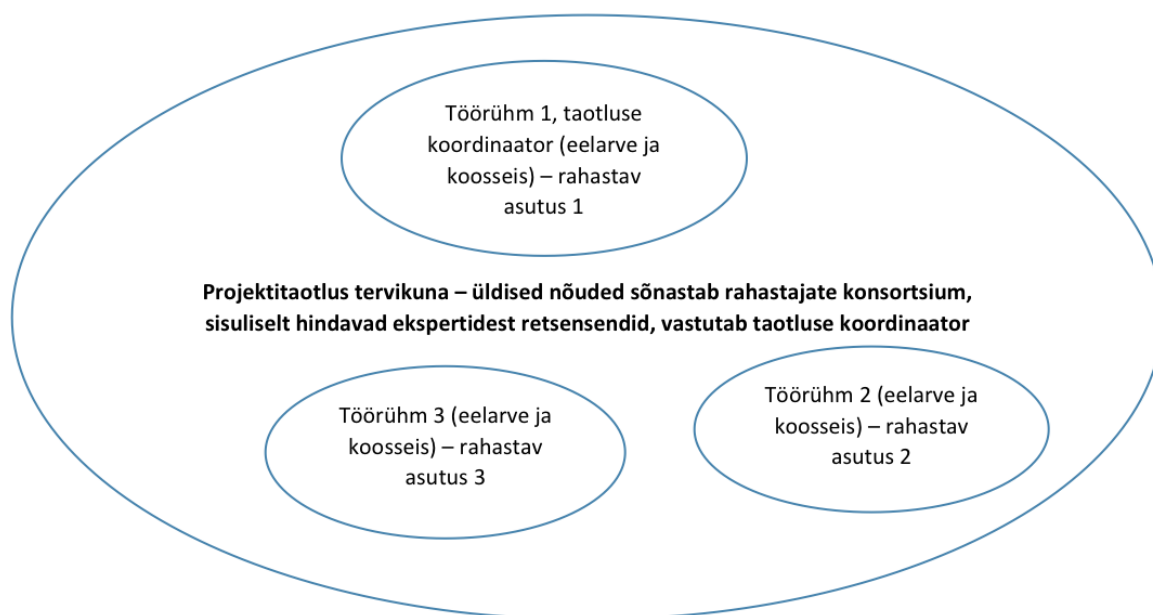 Töörühm 1, taotluse
koordinaator (eelarve ja
koosseis) – rahastav
asutus 1
Projektitaotlus tervikuna – üldised nõuded sõnastab rahastajate konsortsium,
sisuliselt hindavad ekspertidest retsensendid, vastutab taotluse koordinaator
Töörühm 3 (eelarve ja
koosseis) – rahastav
asutus 3
Töörühm 2 (eelarve ja
koosseis) – rahastav
asutus 2